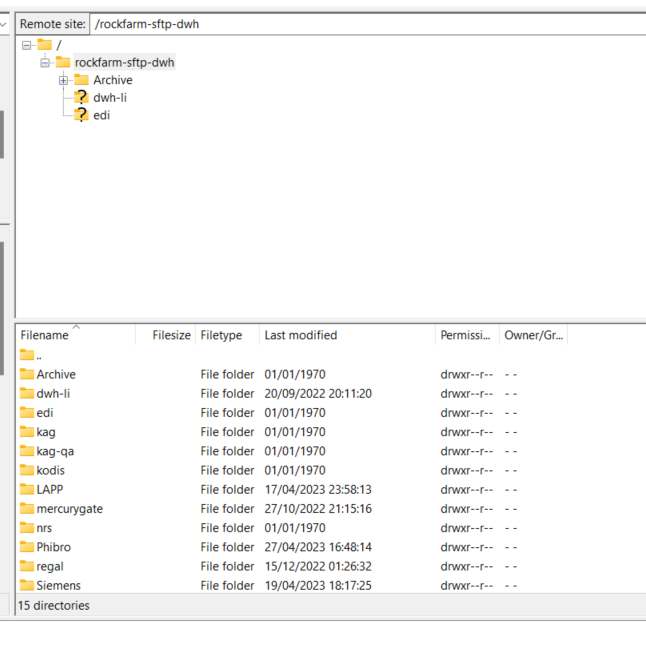 Remote site: /rockfarm-sftp-dwh
/
rockfarm-sftp-dwh
Archive
? dwh-li
? edi
Filename Filesize Filetype Last modified Permissi... Owner/Gr...
..
Archive File folder 01/01/1970 drwxr--r-- - -
dwh-li File folder 20/09/2022 20:11:20 drwxr--r-- - -
edi File folder 01/01/1970 drwxr--r-- - -
kag File folder 01/01/1970 drwxr--r-- - -
kag-qa File folder 01/01/1970 drwxr--r-- - -
kodis File folder 01/01/1970 drwxr--r-- - -
LAPP File folder 17/04/2023 23:58:13 drwxr--r-- - -
mercurygate File folder 27/10/2022 21:15:16 drwxr--r-- - -
nrs File folder 01/01/1970 drwxr--r-- - -
Phibro File folder 27/04/2023 16:48:14 drwxr--r-- - -
regal File folder 15/12/2022 01:26:32 drwxr--r-- - -
Siemens File folder 19/04/2023 18:17:25 drwxr--r-- - -
15 directories